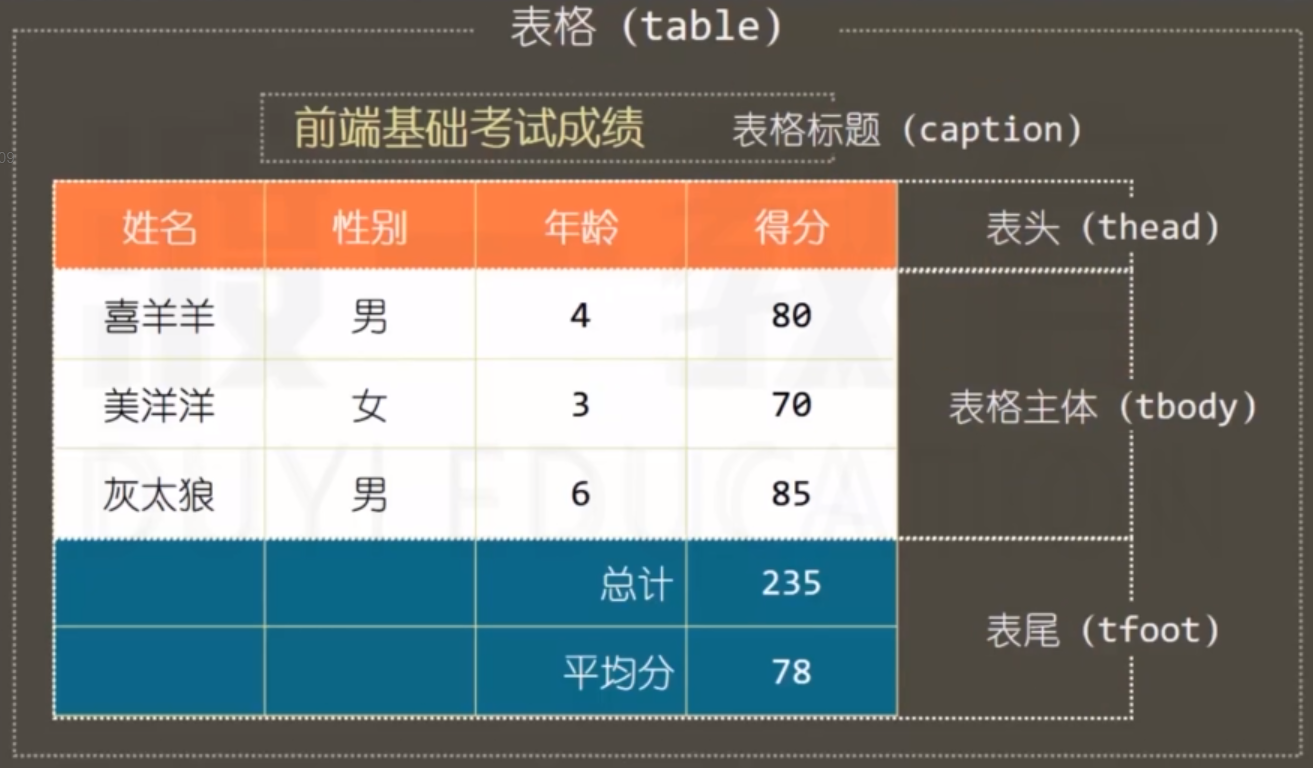 表格 (table)
前端基础考试成绩 表格标题 (caption)
姓名 性别 年龄 得分 表头 (thead)
喜羊羊 男 4 80
美洋洋 女 3 70 表格主体 (tbody)
灰太狼 男 6 85
总计 235
表尾 (tfoot)
平均分 78
DUYI EDUCATION